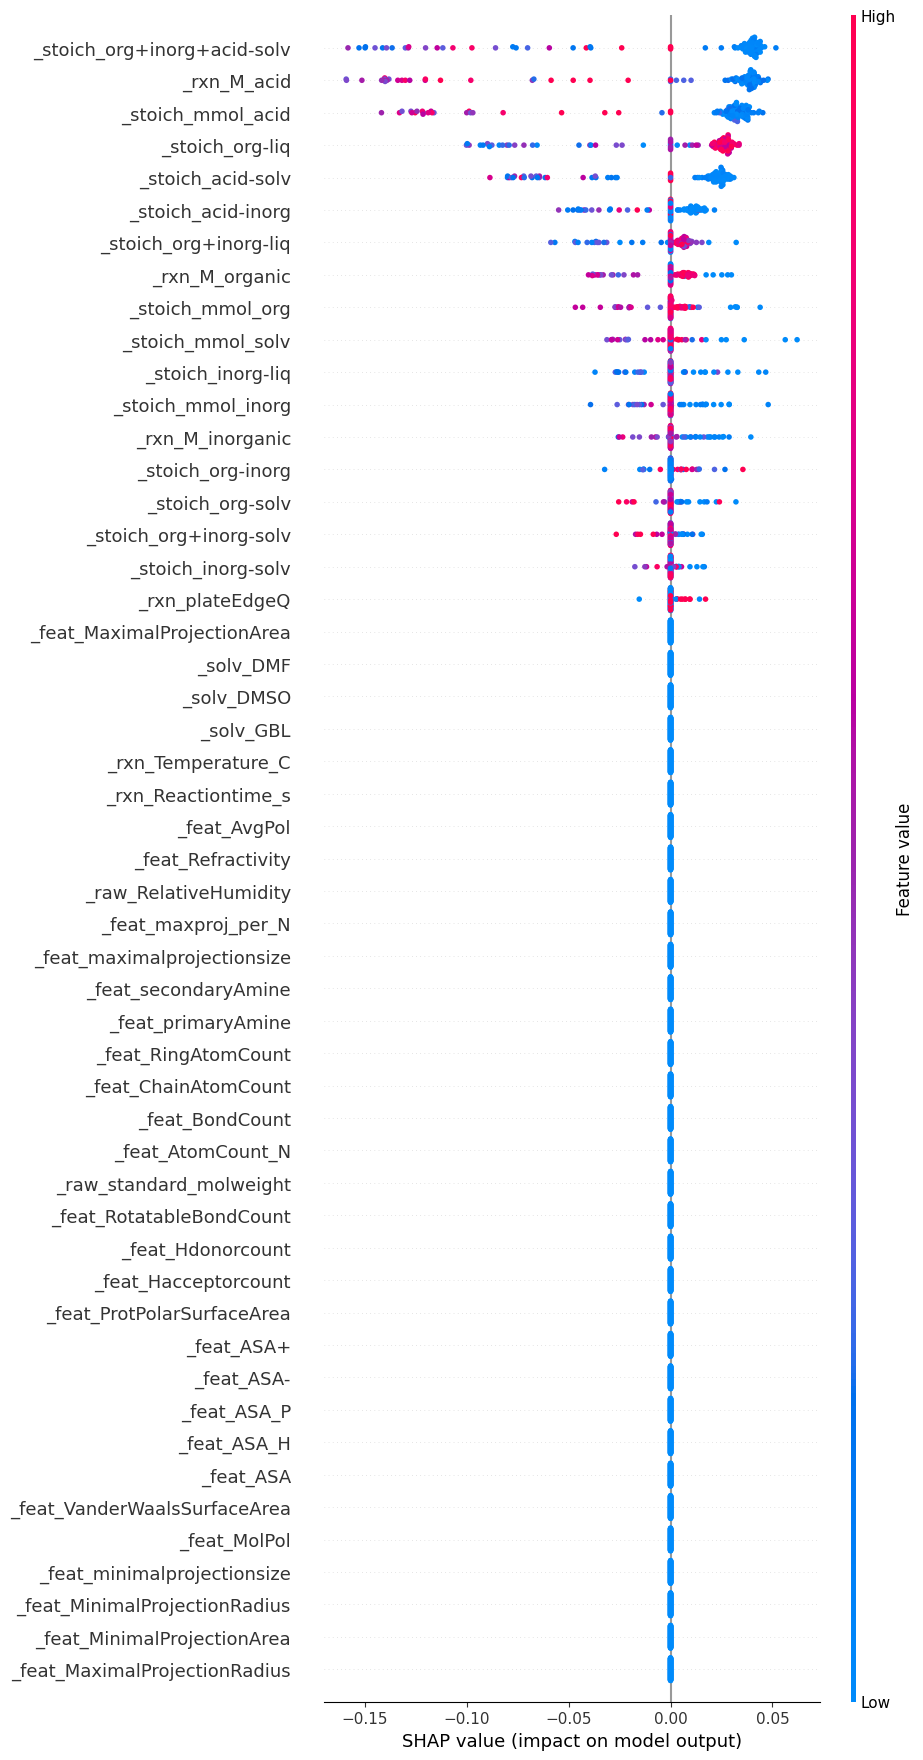 High
_stoich_org+inorg+acid-solv
_rxn_M_acid
_stoich_mmol_acid
_stoich_org-liq
_stoich_acid-solv
_stoich_acid-inorg
_stoich_org+inorg-liq
_rxn_M_organic
_stoich_mmol_org
_stoich_mmol_solv
_stoich_inorg-liq
_stoich_mmol_inorg
_rxn_M_inorganic
_stoich_org-inorg
_stoich_org-solv
_stoich_org+inorg-solv
_stoich_inorg-solv
_rxn_plateEdgeQ
_feat_MaximalProjectionArea
_solv_DMF
_solv_DMSO
_solv_GBL
_rxn_Temperature_C
_rxn_Reactiontime_s
_feat_AvgPol
_feat_Refractivity
_raw_RelativeHumidity
_feat_maxproj_per_N
_feat_maximalprojectionsize
_feat_secondaryAmine
_feat_primaryAmine
_feat_RingAtomCount
_feat_ChainAtomCount
_feat_BondCount
_feat_AtomCount_N
_raw_standard_molweight
_feat_RotatableBondCount
_feat_Hdonorcount
_feat_Hacceptorcount
_feat_ProtPolarSurfaceArea
_feat_ASA+
_feat_ASA-
_feat_ASA_P
_feat_ASA_H
_feat_ASA
_feat_VanderWaalsSurfaceArea
_feat_MolPol
_feat_minimalprojectionsize
_feat_MinimalProjectionRadius
_feat_MinimalProjectionArea
_feat_MaximalProjectionRadius
Feature value
Low
−0.15 −0.10 −0.05 0.00 0.05
SHAP value (impact on model output)